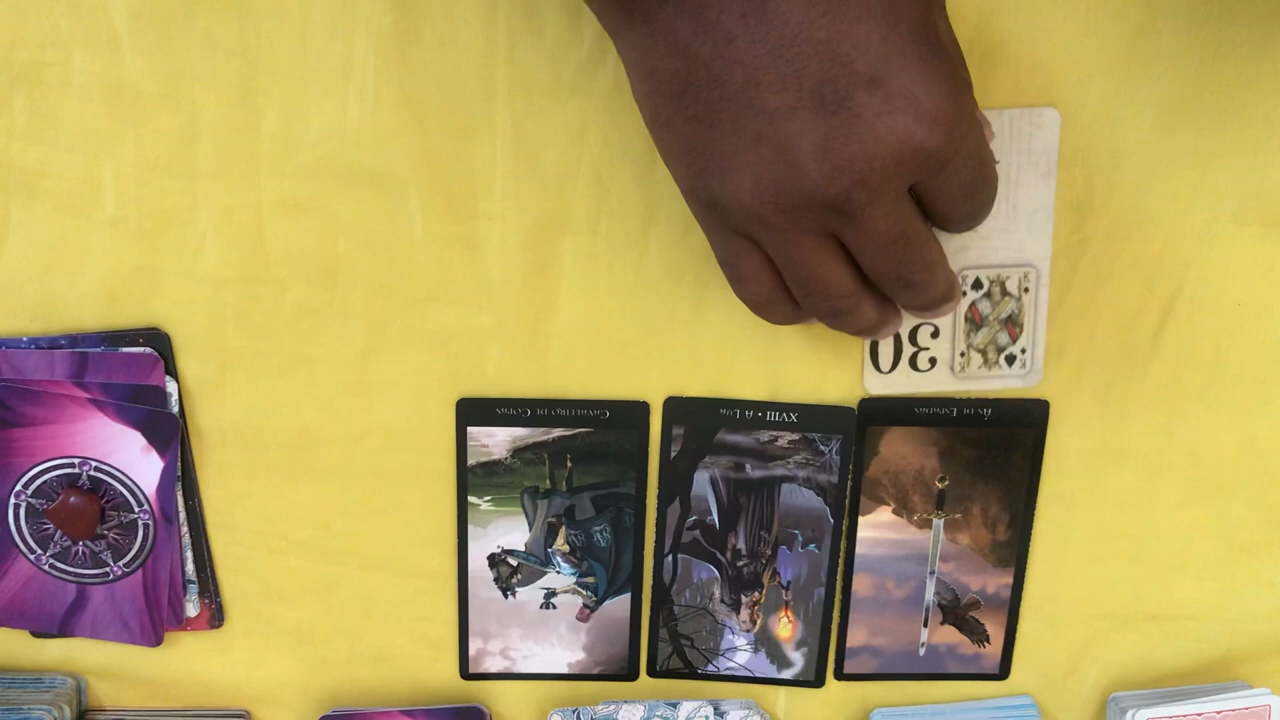 30
K
K
K
K
CAVALEIRO DE COPAS
XVIII • A LUA
ÁS DE ESPADAS